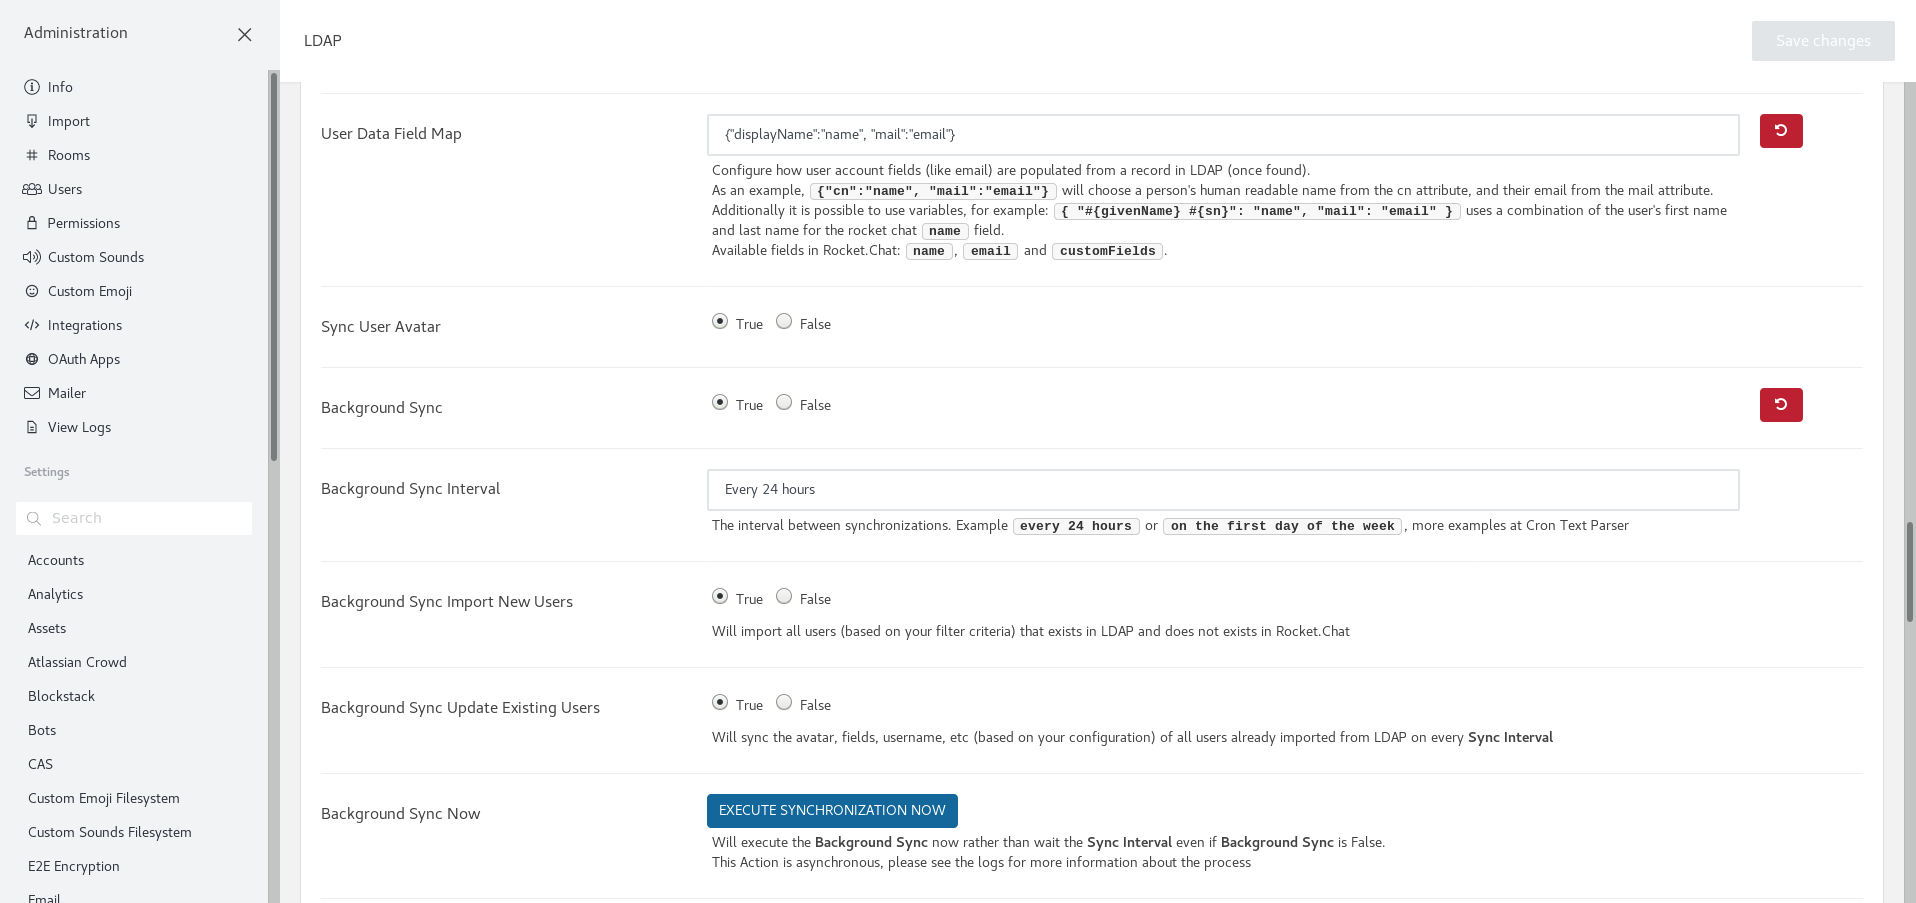 Administration
Info
Import
Rooms
Users
Permissions
Custom Sounds
Custom Emoji
Integrations
OAuth Apps
Mailer
View Logs
Settings
Search
Accounts
Analytics
Assets
Atlassian Crowd
Blockstack
Bots
CAS
Custom Emoji Filesystem
Custom Sounds Filesystem
E2E Encryption
Email
LDAP
Save changes
User Data Field Map
{"displayName":"name", "mail":"email"}
Configure how user account fields (like email) are populated from a record in LDAP (once found).
As an example, {"cn":"name", "mail":"email"} will choose a person's human readable name from the cn attribute, and their email from the mail attribute.
Additionally it is possible to use variables, for example: { "#{givenName} #{sn}": "name", "mail": "email" } uses a combination of the user's first name
and last name for the rocket chat name field.
Available fields in Rocket.Chat: name, email and customFields.
Sync User Avatar
True False
Background Sync
True False
Background Sync Interval
Every 24 hours
The interval between synchronizations. Example every 24 hours or on the first day of the week, more examples at Cron Text Parser
Background Sync Import New Users
True False
Will import all users (based on your filter criteria) that exists in LDAP and does not exists in Rocket.Chat
Background Sync Update Existing Users
True False
Will sync the avatar, fields, username, etc (based on your configuration) of all users already imported from LDAP on every Sync Interval
Background Sync Now
EXECUTE SYNCHRONIZATION NOW
Will execute the Background Sync now rather than wait the Sync Interval even if Background Sync is False.
This Action is asynchronous, please see the logs for more information about the process